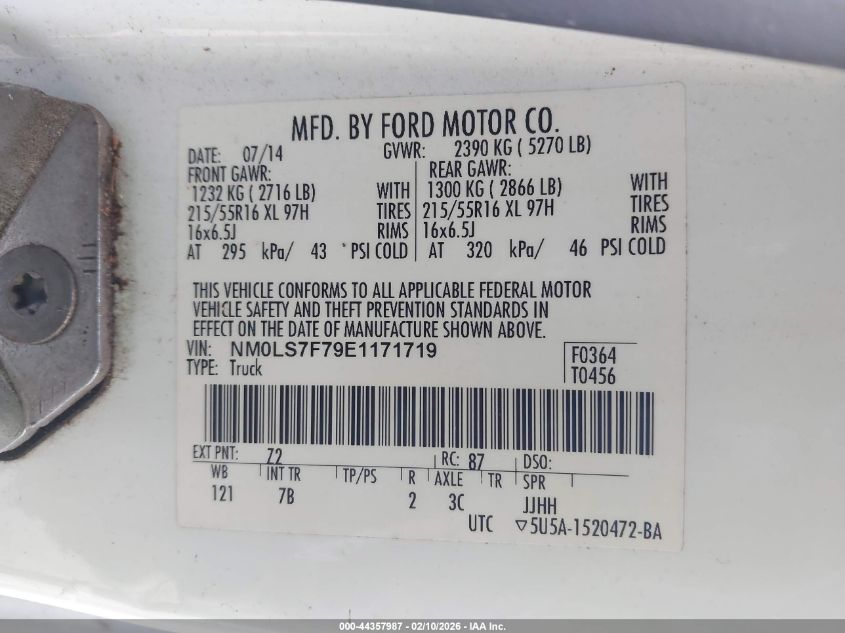 MFD. BY FORD MOTOR CO.
DATE: 07/14 GVWR: 2390 KG ( 5270 LB)
FRONT GAWR: REAR GAWR:
1232 KG ( 2716 LB) WITH 1300 KG ( 2866 LB) WITH
215/55R16 XL 97H TIRES 215/55R16 XL 97H TIRES
16x6.5J RIMS 16x6.5J RIMS
AT 295 kPa/ 43 PSI COLD AT 320 kPa/ 46 PSI COLD
THIS VEHICLE CONFORMS TO ALL APPLICABLE FEDERAL MOTOR
VEHICLE SAFETY AND THEFT PREVENTION STANDARDS IN
EFFECT ON THE DATE OF MANUFACTURE SHOWN ABOVE.
VIN: NM0LS7F79E1171719 F0364
TYPE: Truck T0456
EXT PNT: Z2 RC: 87 DSO:
WB INT TR TP/PS R AXLE TR SPR
121 7B 2 3C JJHH
UTC ▽5U5A-1520472-BA
000-44357987 - 02/10/2026 - IAA Inc.